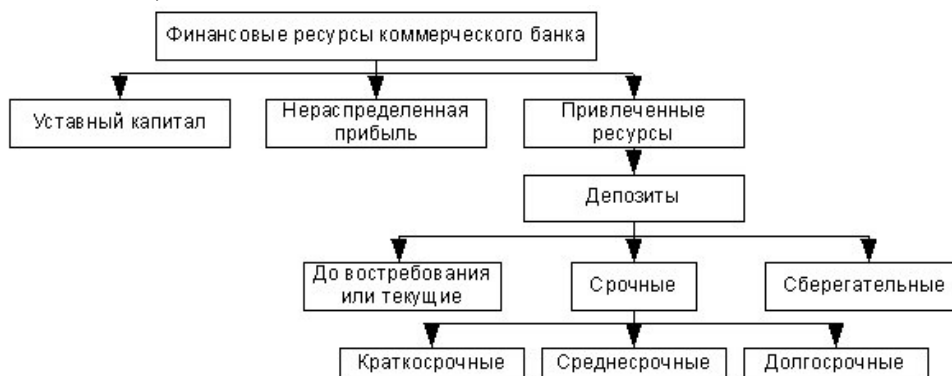 Финансовые ресурсы коммерческого банка
Уставный капитал
Нераспределенная
прибыль
Привлеченные
ресурсы
Депозиты
До востребования
или текущие
Срочные
Сберегательные
Краткосрочные
Среднесрочные
Долгосрочные